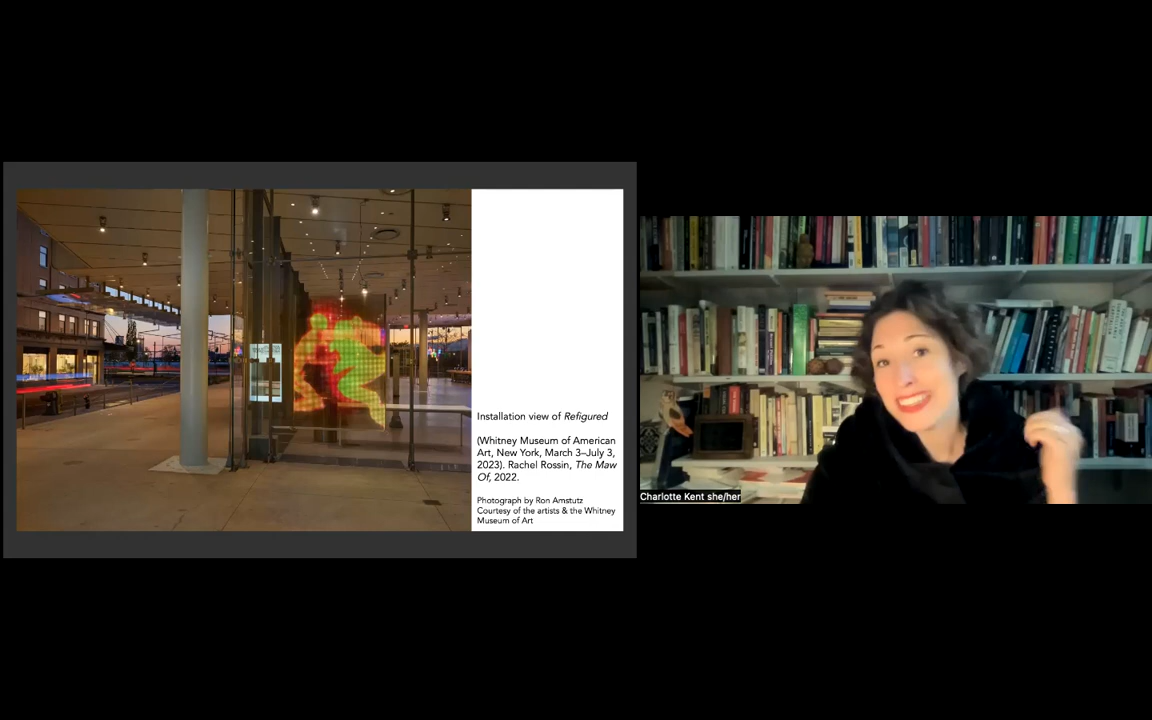 Installation view of Refigured
(Whitney Museum of American
Art, New York, March 3–July 3,
2023). Rachel Rossin, The Maw
Of, 2022.
Photograph by Ron Amstutz
Courtesy of the artists & the Whitney
Museum of Art
Charlotte Kent she/her